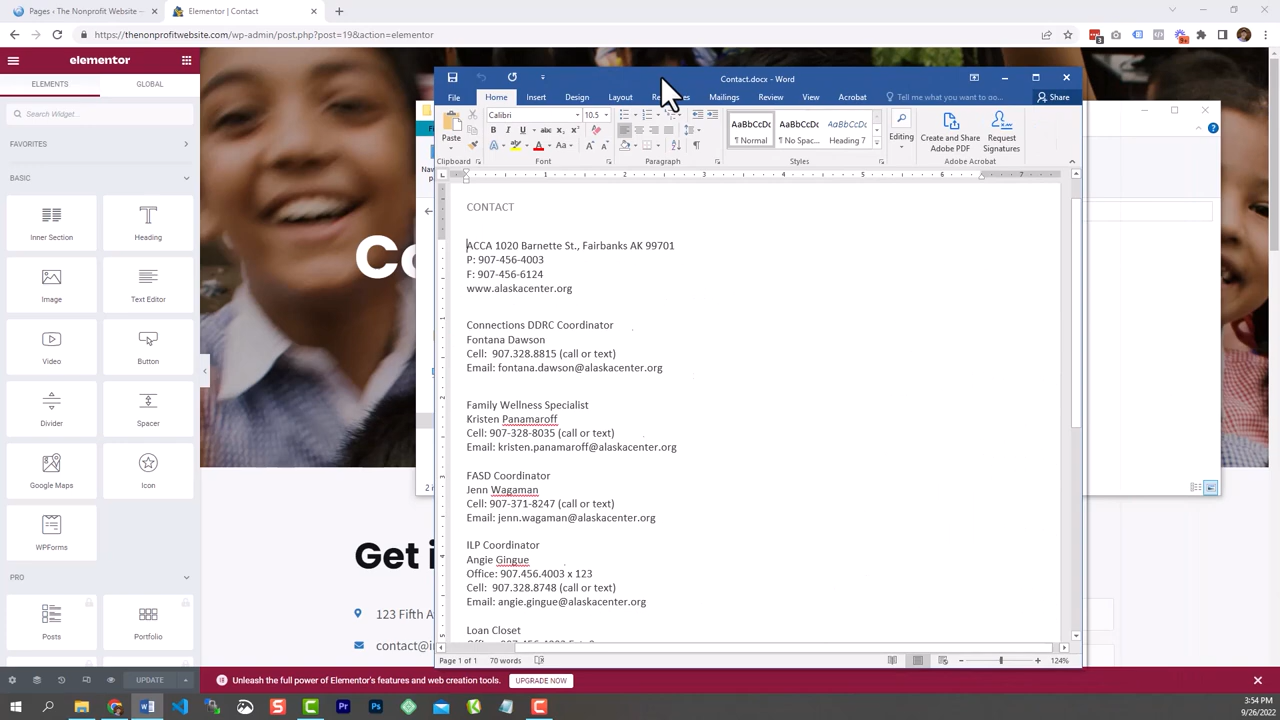 Pages ‹ The Nonprofit Website —
Elementor | Contact
https://thenonprofitwebsite.com/wp-admin/post.php?post=19&action=elementor
elementor
ELEMENTS
GLOBAL
Search Widget...
FAVORITES
BASIC
Inner Section
Heading
Image
Text Editor
Video
Button
Divider
Spacer
Google Maps
Icon
WPForms
PRO
Posts
Portfolio
UPDATE
Unleash the full power of Elementor's features and web creation tools.
UPGRADE NOW
Get i
123 Fifth A
contact@i
Contact.docx - Word
File
Home
Insert
Design
Layout
Mailings
Review
View
Acrobat
Tell me what you want to do...
Share
Paste
Calibri
10.5
Clipboard
Font
Paragraph
AaBbCcDc
¶ Normal
AaBbCcDc
¶ No Spac...
AaBbCcDc
Heading 7
Styles
Editing
Create and Share
Adobe PDF
Request
Signatures
Adobe Acrobat
CONTACT
ACCA 1020 Barnette St., Fairbanks AK 99701
P: 907-456-4003
F: 907-456-6124
www.alaskacenter.org
Connections DDRC Coordinator
Fontana Dawson
Cell: 907.328.8815 (call or text)
Email: fontana.dawson@alaskacenter.org
Family Wellness Specialist
Kristen Panamaroff
Cell: 907-328-8035 (call or text)
Email: kristen.panamaroff@alaskacenter.org
FASD Coordinator
Jenn Wagaman
Cell: 907-371-8247 (call or text)
Email: jenn.wagaman@alaskacenter.org
ILP Coordinator
Angie Gingue
Office: 907.456.4003 x 123
Cell: 907.328.8748 (call or text)
Email: angie.gingue@alaskacenter.org
Loan Closet
Page 1 of 1
70 words
124%
3:54 PM
9/26/2022